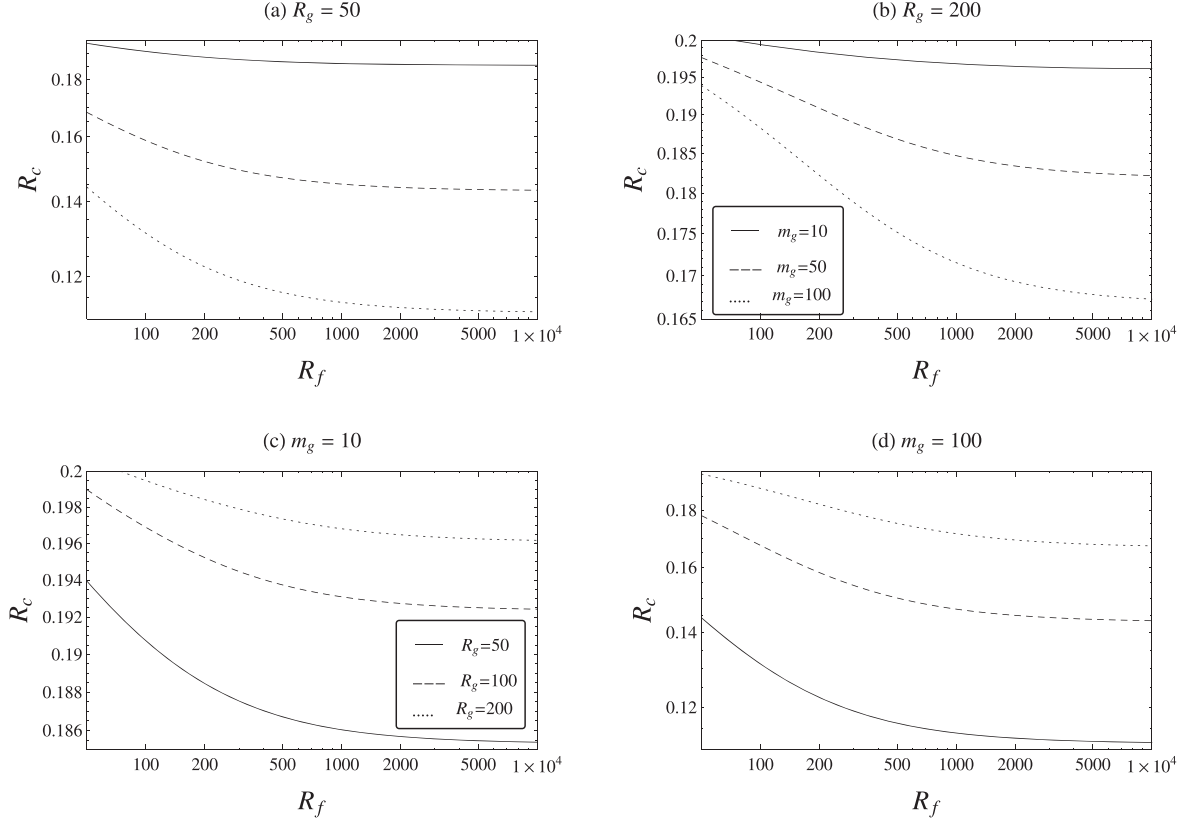 (a) R_g = 50
0.18
0.16
0.14
0.12
R_c
100 200 500 1000 2000 5000 1×10^4
R_f
(b) R_g = 200
0.2
0.195
0.19
0.185
0.18
0.175
0.17
0.165
R_c
m_g=10
m_g=50
m_g=100
100 200 500 1000 2000 5000 1×10^4
R_f
(c) m_g = 10
0.2
0.198
0.196
0.194
0.192
0.19
0.188
0.186
R_c
R_g=50
R_g=100
R_g=200
100 200 500 1000 2000 5000 1×10^4
R_f
(d) m_g = 100
0.18
0.16
0.14
0.12
R_c
100 200 500 1000 2000 5000 1×10^4
R_f